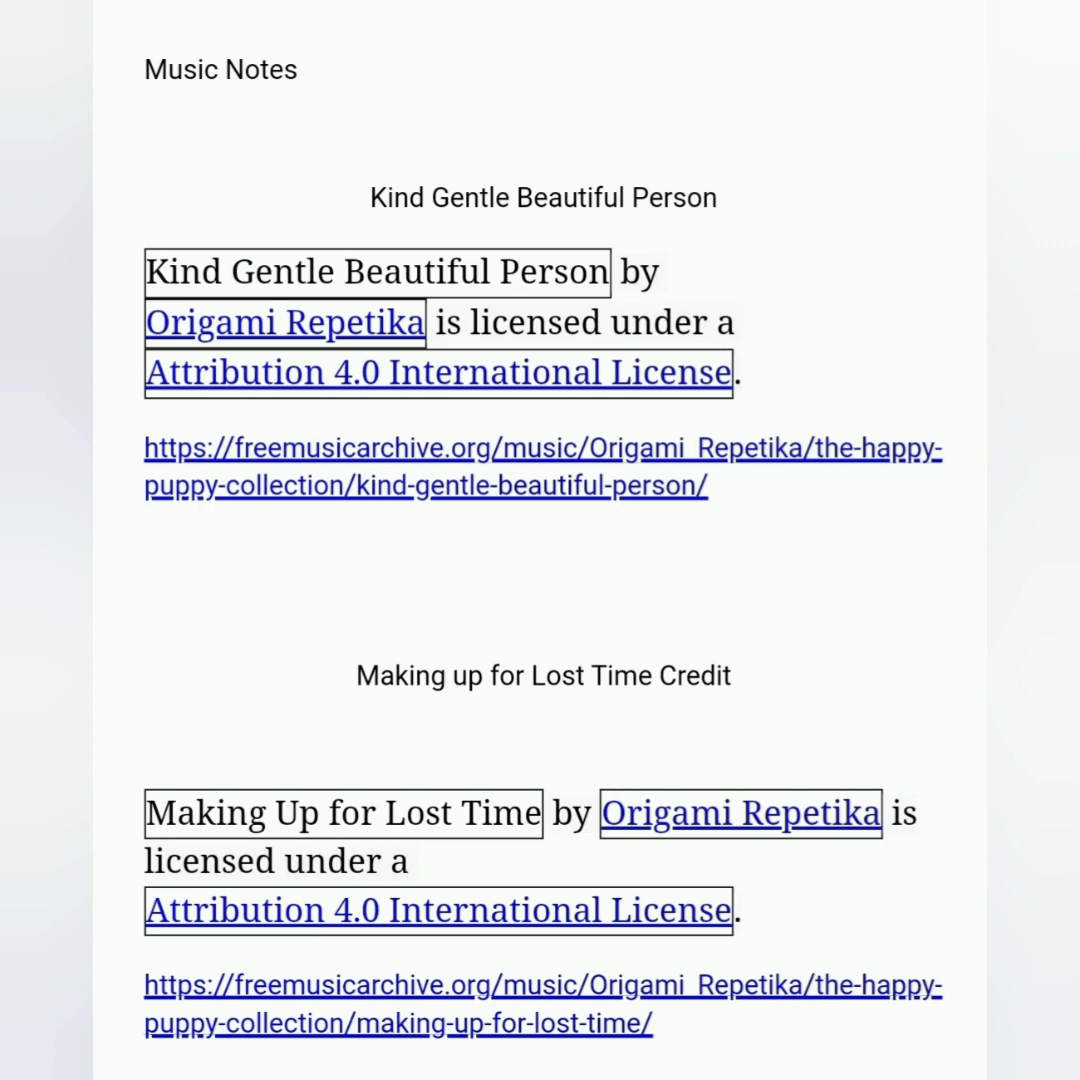 Music Notes
Kind Gentle Beautiful Person
Kind Gentle Beautiful Person by
Origami Repetika is licensed under a
Attribution 4.0 International License.
https://freemusicarchive.org/music/Origami_Repetika/the-happy-
puppy-collection/kind-gentle-beautiful-person/
Making up for Lost Time Credit
Making Up for Lost Time by Origami Repetika is
licensed under a
Attribution 4.0 International License.
https://freemusicarchive.org/music/Origami_Repetika/the-happy-
puppy-collection/making-up-for-lost-time/